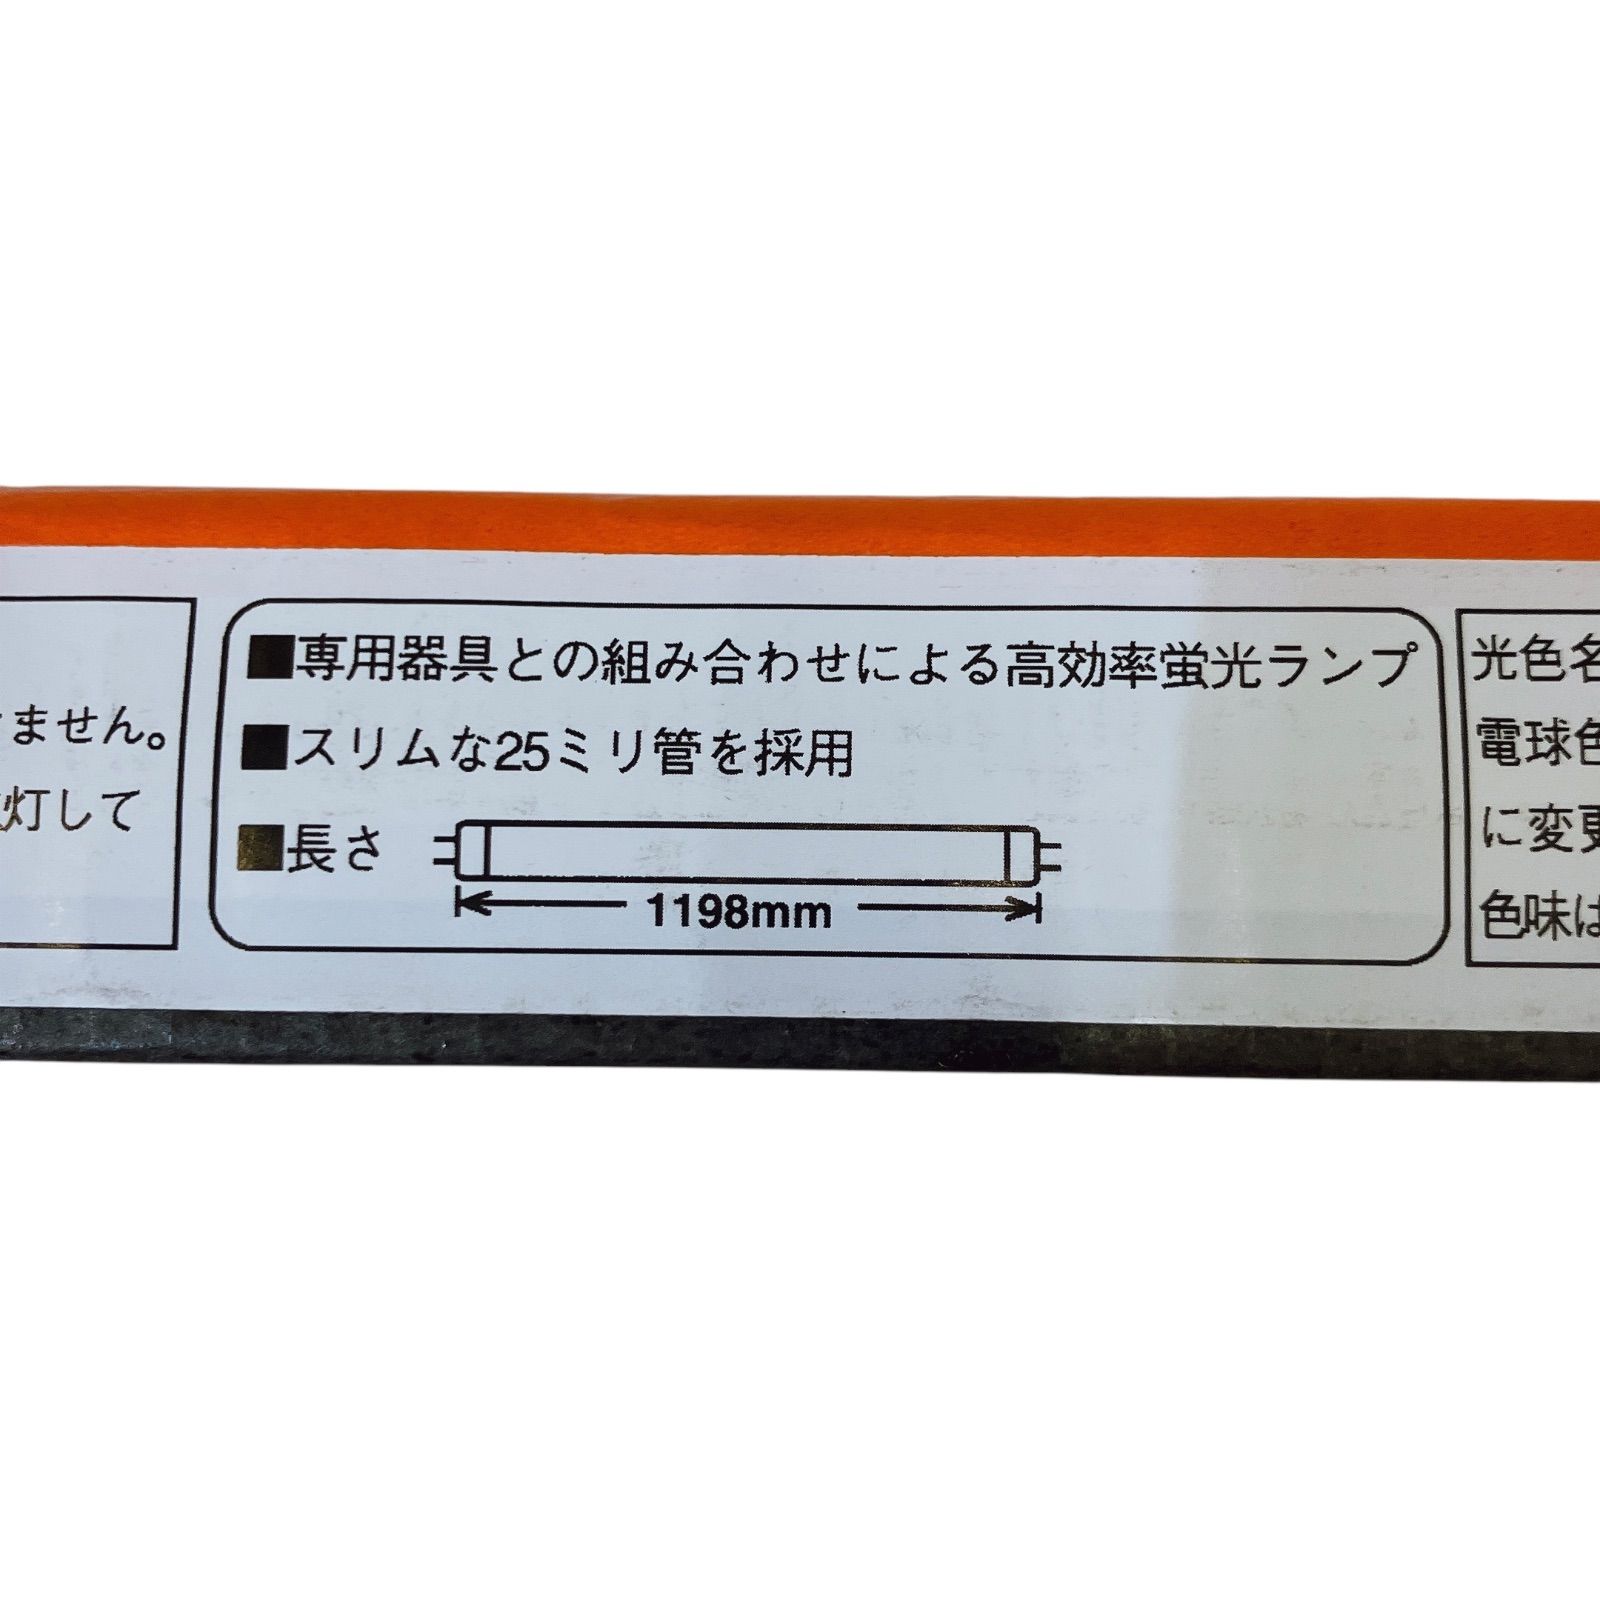 ません。
灯して
■専用器具との組み合わせによる高効率蛍光ランプ
■スリムな25ミリ管を採用
■長さ
1198mm
光色名
電球色
に変更
色味は